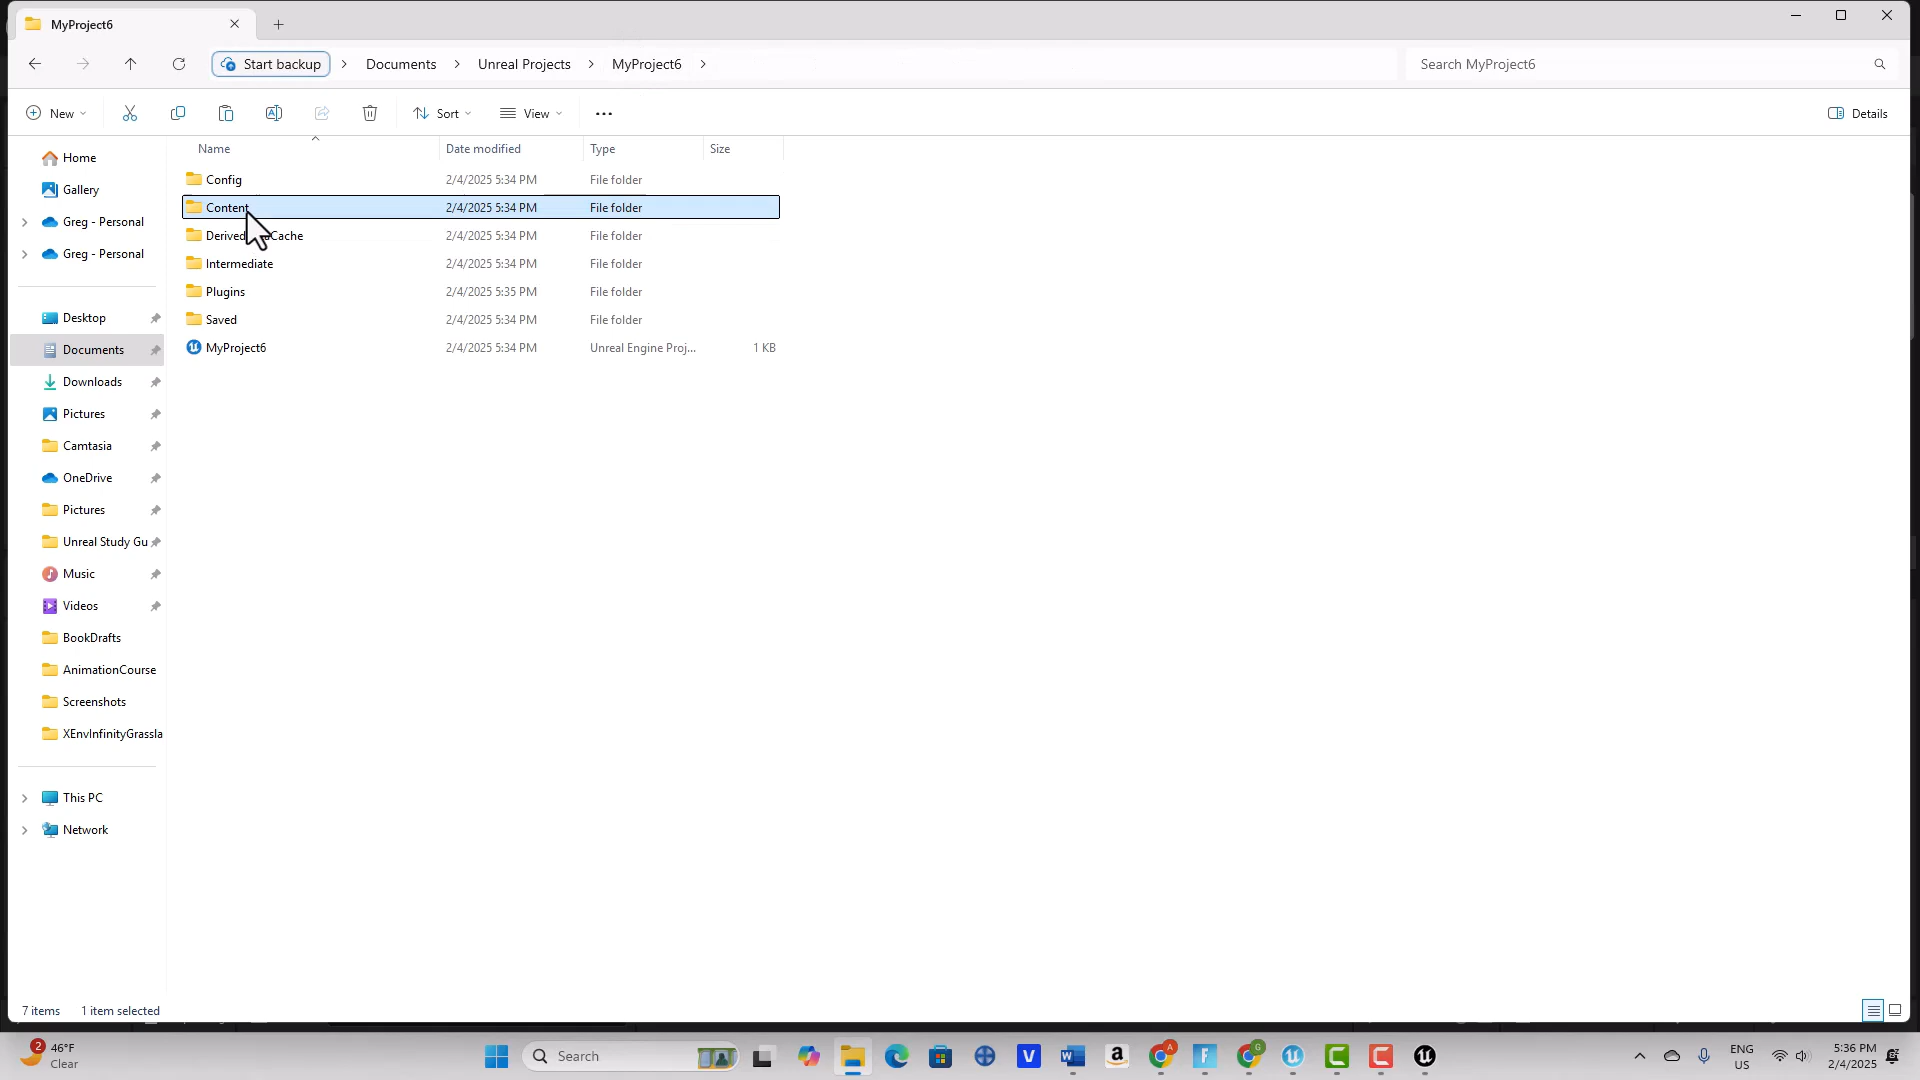 MyProject6
Start backup > Documents > Unreal Projects > MyProject6 >
Search MyProject6
New
Sort
View
Details
Name Date modified Type Size
Config 2/4/2025 5:34 PM File folder
Content 2/4/2025 5:34 PM File folder
Derived Cache 2/4/2025 5:34 PM File folder
Intermediate 2/4/2025 5:34 PM File folder
Plugins 2/4/2025 5:35 PM File folder
Saved 2/4/2025 5:34 PM File folder
MyProject6 2/4/2025 5:34 PM Unreal Engine Proj... 1 KB
Home
Gallery
Greg - Personal
Greg - Personal
Desktop
Documents
Downloads
Pictures
Camtasia
OneDrive
Pictures
Unreal Study Gu
Music
Videos
BookDrafts
AnimationCourse
Screenshots
XEnvInfinityGrassla
This PC
Network
7 items 1 item selected
2
46°F
Clear
Search
ENG
US
5:36 PM
2/4/2025